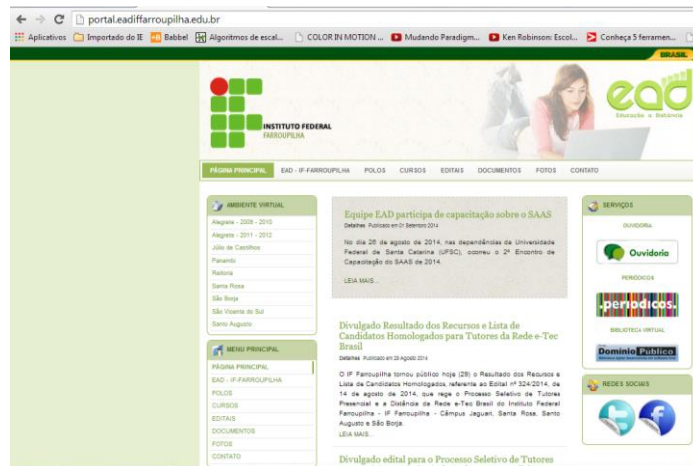 portal.eadiffarroupilha.edu.br
Aplicativos Importado do IE Babbel Algoritmos de escal... COLOR IN MOTION ... Mudando Paradigm... Ken Robinson: Escol... Conheça 5 ferramen...
BRASIL
INSTITUTO FEDERAL
FARROUPILHA
ead
Educação a Distância
PÁGINA PRINCIPAL EAD - IF-FARROUPILHA POLOS CURSOS EDITAIS DOCUMENTOS FOTOS CONTATO
AMBIENTE VIRTUAL
Alegrete - 2008 - 2010
Alegrete - 2011 - 2012
Júlio de Castilhos
Panambi
Reitoria
Santa Rosa
São Borja
São Vicente do Sul
Santo Augusto
MENU PRINCIPAL
PÁGINA PRINCIPAL
EAD - IF-FARROUPILHA
POLOS
CURSOS
EDITAIS
DOCUMENTOS
FOTOS
CONTATO
Equipe EAD participa de capacitação sobre o SAAS
Detalhes Publicado em 01 Setembro 2014
No dia 28 de agosto de 2014, nas dependências da Universidade
Federal de Santa Catarina (UFSC), ocorreu o 2º Encontro de
Capacitação do SAAS de 2014.
LEIA MAIS...
Divulgado Resultado dos Recursos e Lista de
Candidatos Homologados para Tutores da Rede e-Tec
Brasil
Detalhes Publicado em 29 Agosto 2014
O IF Farroupilha tornou público hoje (29) o Resultado dos Recursos e
Lista de Candidatos Homologados, referente ao Edital nº 324/2014, de
14 de agosto de 2014, que rege o Processo Seletivo de Tutores
Presencial e a Distância da Rede e-Tec Brasil do Instituto Federal
Farroupilha - IF Farroupilha - Câmpus Jaguari, Santa Rosa, Santo
Augusto e São Borja.
LEIA MAIS...
Divulgado edital para o Processo Seletivo de Tutores
SERVIÇOS
OUVIDORIA
Ouvidoria
PERIÓDICOS
.periodicos.
BIBLIOTECA VIRTUAL
Domínio Público
REDES SOCIAIS